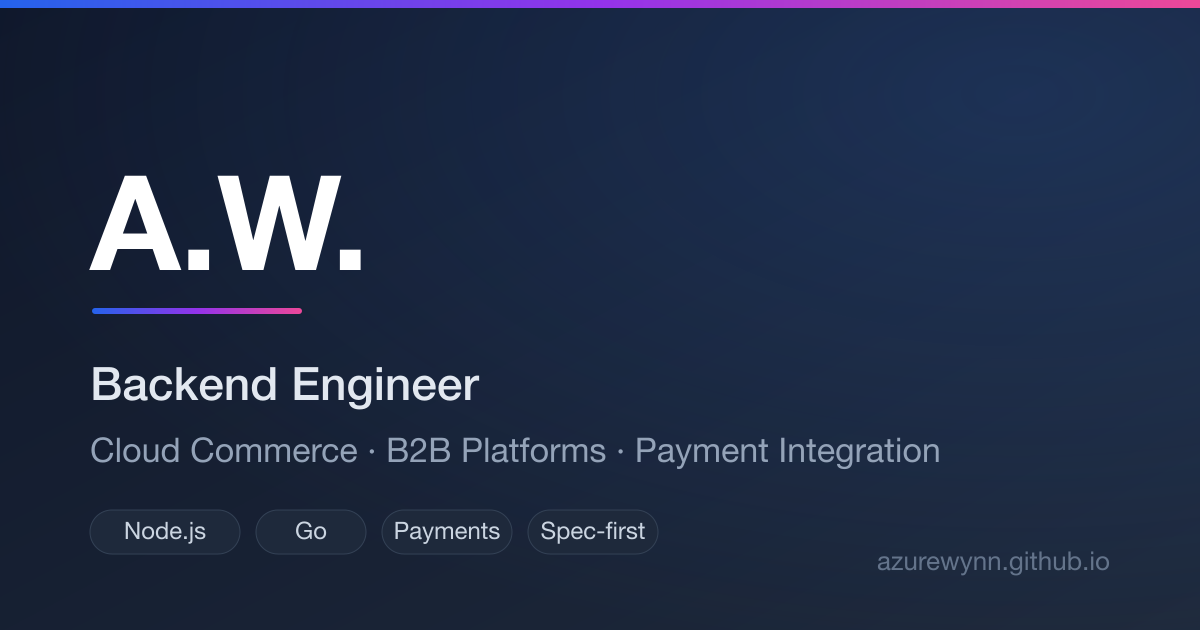 A.W.
Backend Engineer
Cloud Commerce · B2B Platforms · Payment Integration
Node.js Go Payments Spec-first
azurewynn.github.io